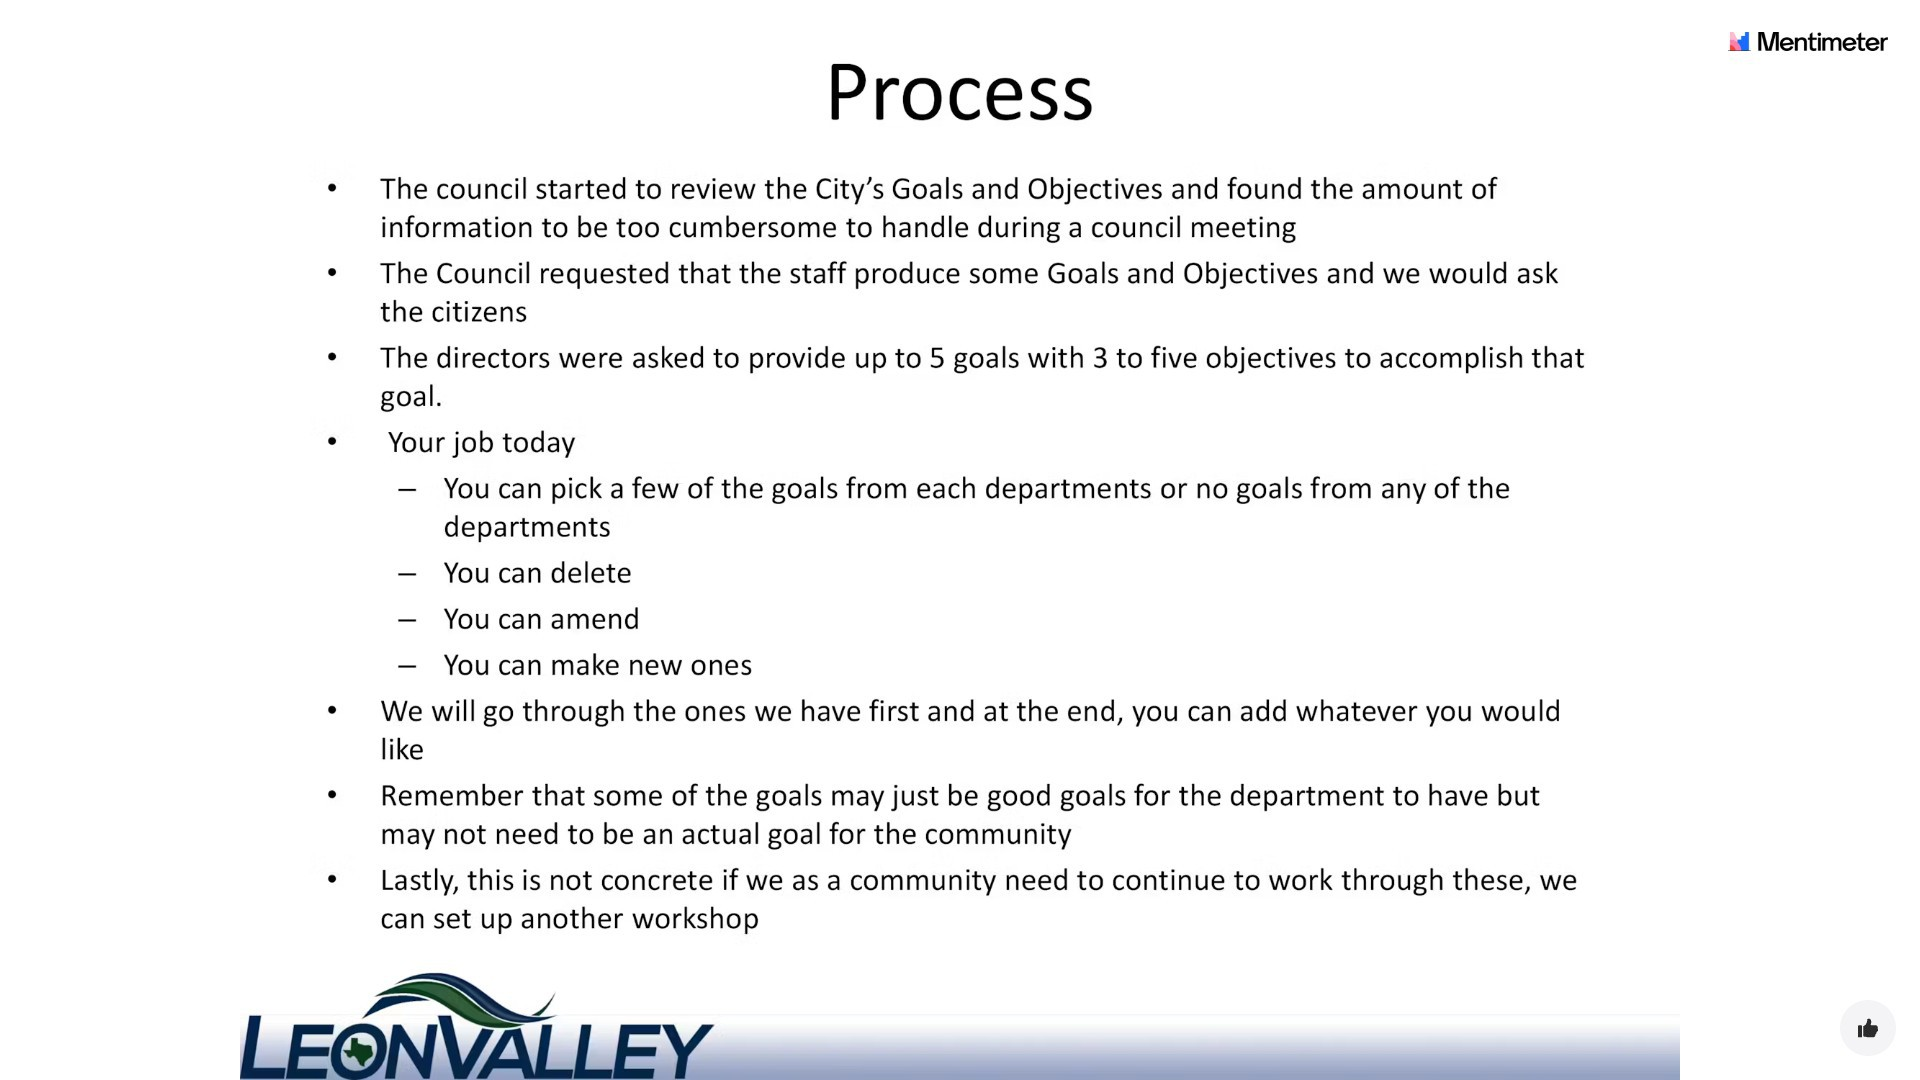 Mentimeter
Process
• The council started to review the City’s Goals and Objectives and found the amount of
information to be too cumbersome to handle during a council meeting
• The Council requested that the staff produce some Goals and Objectives and we would ask
the citizens
• The directors were asked to provide up to 5 goals with 3 to five objectives to accomplish that
goal.
• Your job today
– You can pick a few of the goals from each departments or no goals from any of the
departments
– You can delete
– You can amend
– You can make new ones
• We will go through the ones we have first and at the end, you can add whatever you would
like
• Remember that some of the goals may just be good goals for the department to have but
may not need to be an actual goal for the community
• Lastly, this is not concrete if we as a community need to continue to work through these, we
can set up another workshop
LEONVALLEY